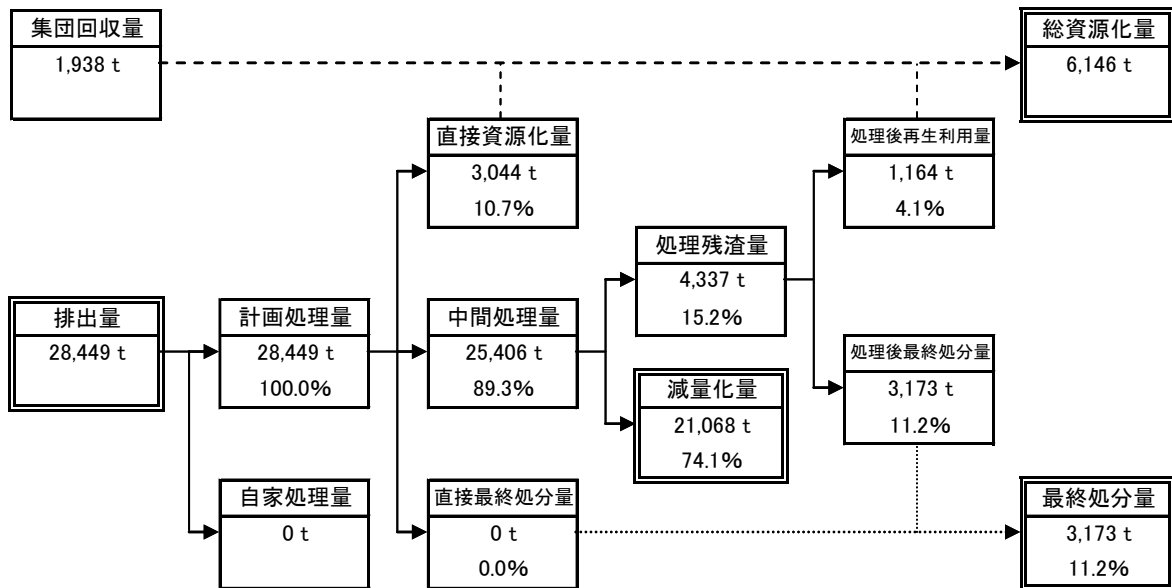 集団回収量
1,938 t
総資源化量
6,146 t
直接資源化量
3,044 t
10.7%
処理後再生利用量
1,164 t
4.1%
処理残渣量
4,337 t
15.2%
排出量
28,449 t
計画処理量
28,449 t
100.0%
中間処理量
25,406 t
89.3%
処理後最終処分量
3,173 t
11.2%
減量化量
21,068 t
74.1%
自家処理量
0 t
直接最終処分量
0 t
0.0%
最終処分量
3,173 t
11.2%